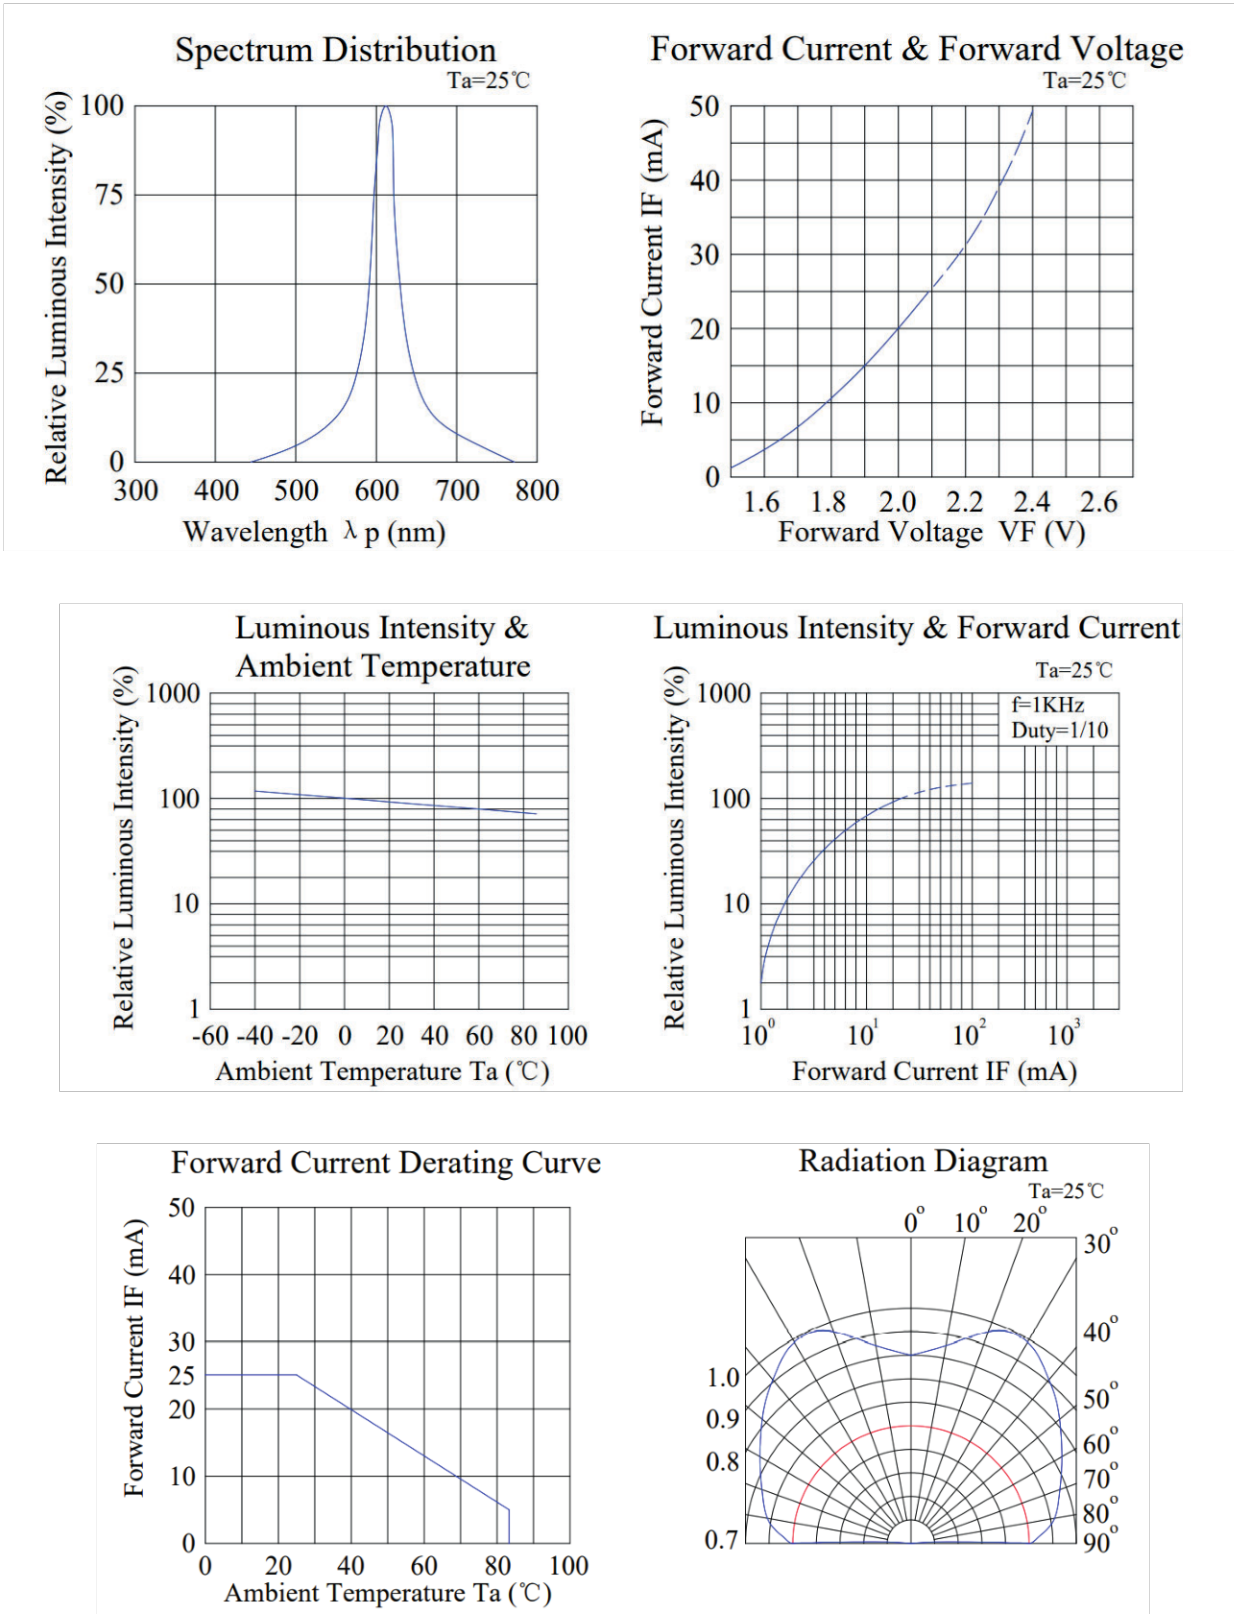 Spectrum Distribution
Ta=25℃
Relative Luminous Intensity (%)
100
75
50
25
0
300 400 500 600 700 800
Wavelength λ p (nm)
Forward Current & Forward Voltage
Ta=25℃
Forward Current IF (mA)
50
40
30
20
10
0
1.6 1.8 2.0 2.2 2.4 2.6
Forward Voltage VF (V)
Luminous Intensity &
Ambient Temperature
Relative Luminous Intensity (%)
1000
100
10
1
-60 -40 -20 0 20 40 60 80 100
Ambient Temperature Ta (℃)
Luminous Intensity & Forward Current
Ta=25℃
Relative Luminous Intensity (%)
f=1KHz
Duty=1/10
1000
100
10
1
10⁰ 10¹ 10² 10³
Forward Current IF (mA)
Forward Current Derating Curve
Forward Current IF (mA)
50
40
30
25
20
10
0
0 20 40 60 80 100
Ambient Temperature Ta (℃)
Radiation Diagram
Ta=25℃
0° 10° 20°
30°
40°
50°
60°
70°
80°
90°
1.0
0.9
0.8
0.7